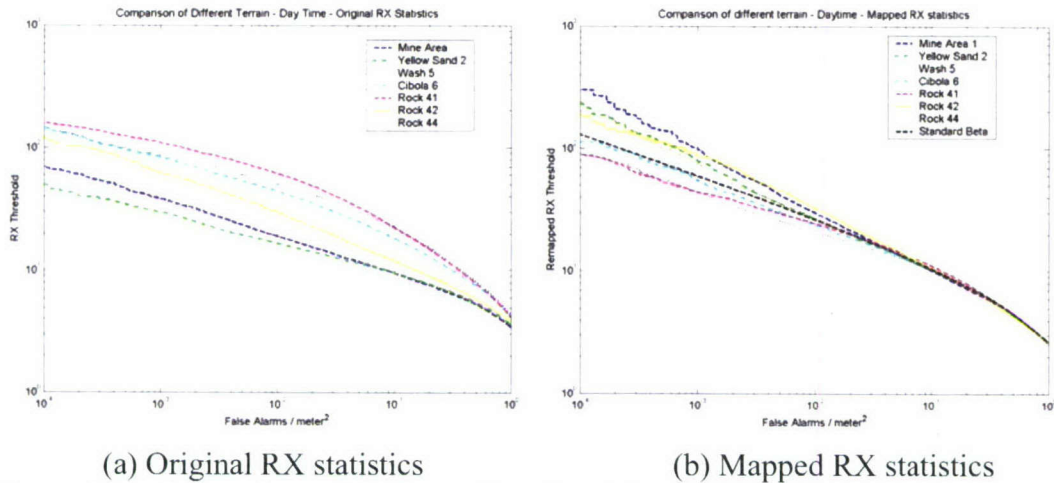 Comparison of Different Terrain - Day Time - Original RX Statistics
Mine Area
Yellow Sand 2
Wash 5
Cibola 6
Rock 41
Rock 42
Rock 44
RX Threshold
False Alarms / meter²
(a) Original RX statistics
Comparison of different terrain - Daytime - Mapped RX statistics
Mine Area 1
Yellow Sand 2
Wash 5
Cibola 6
Rock 41
Rock 42
Rock 44
Standard Beta
Remapped RX Threshold
False Alarms / meter²
(b) Mapped RX statistics